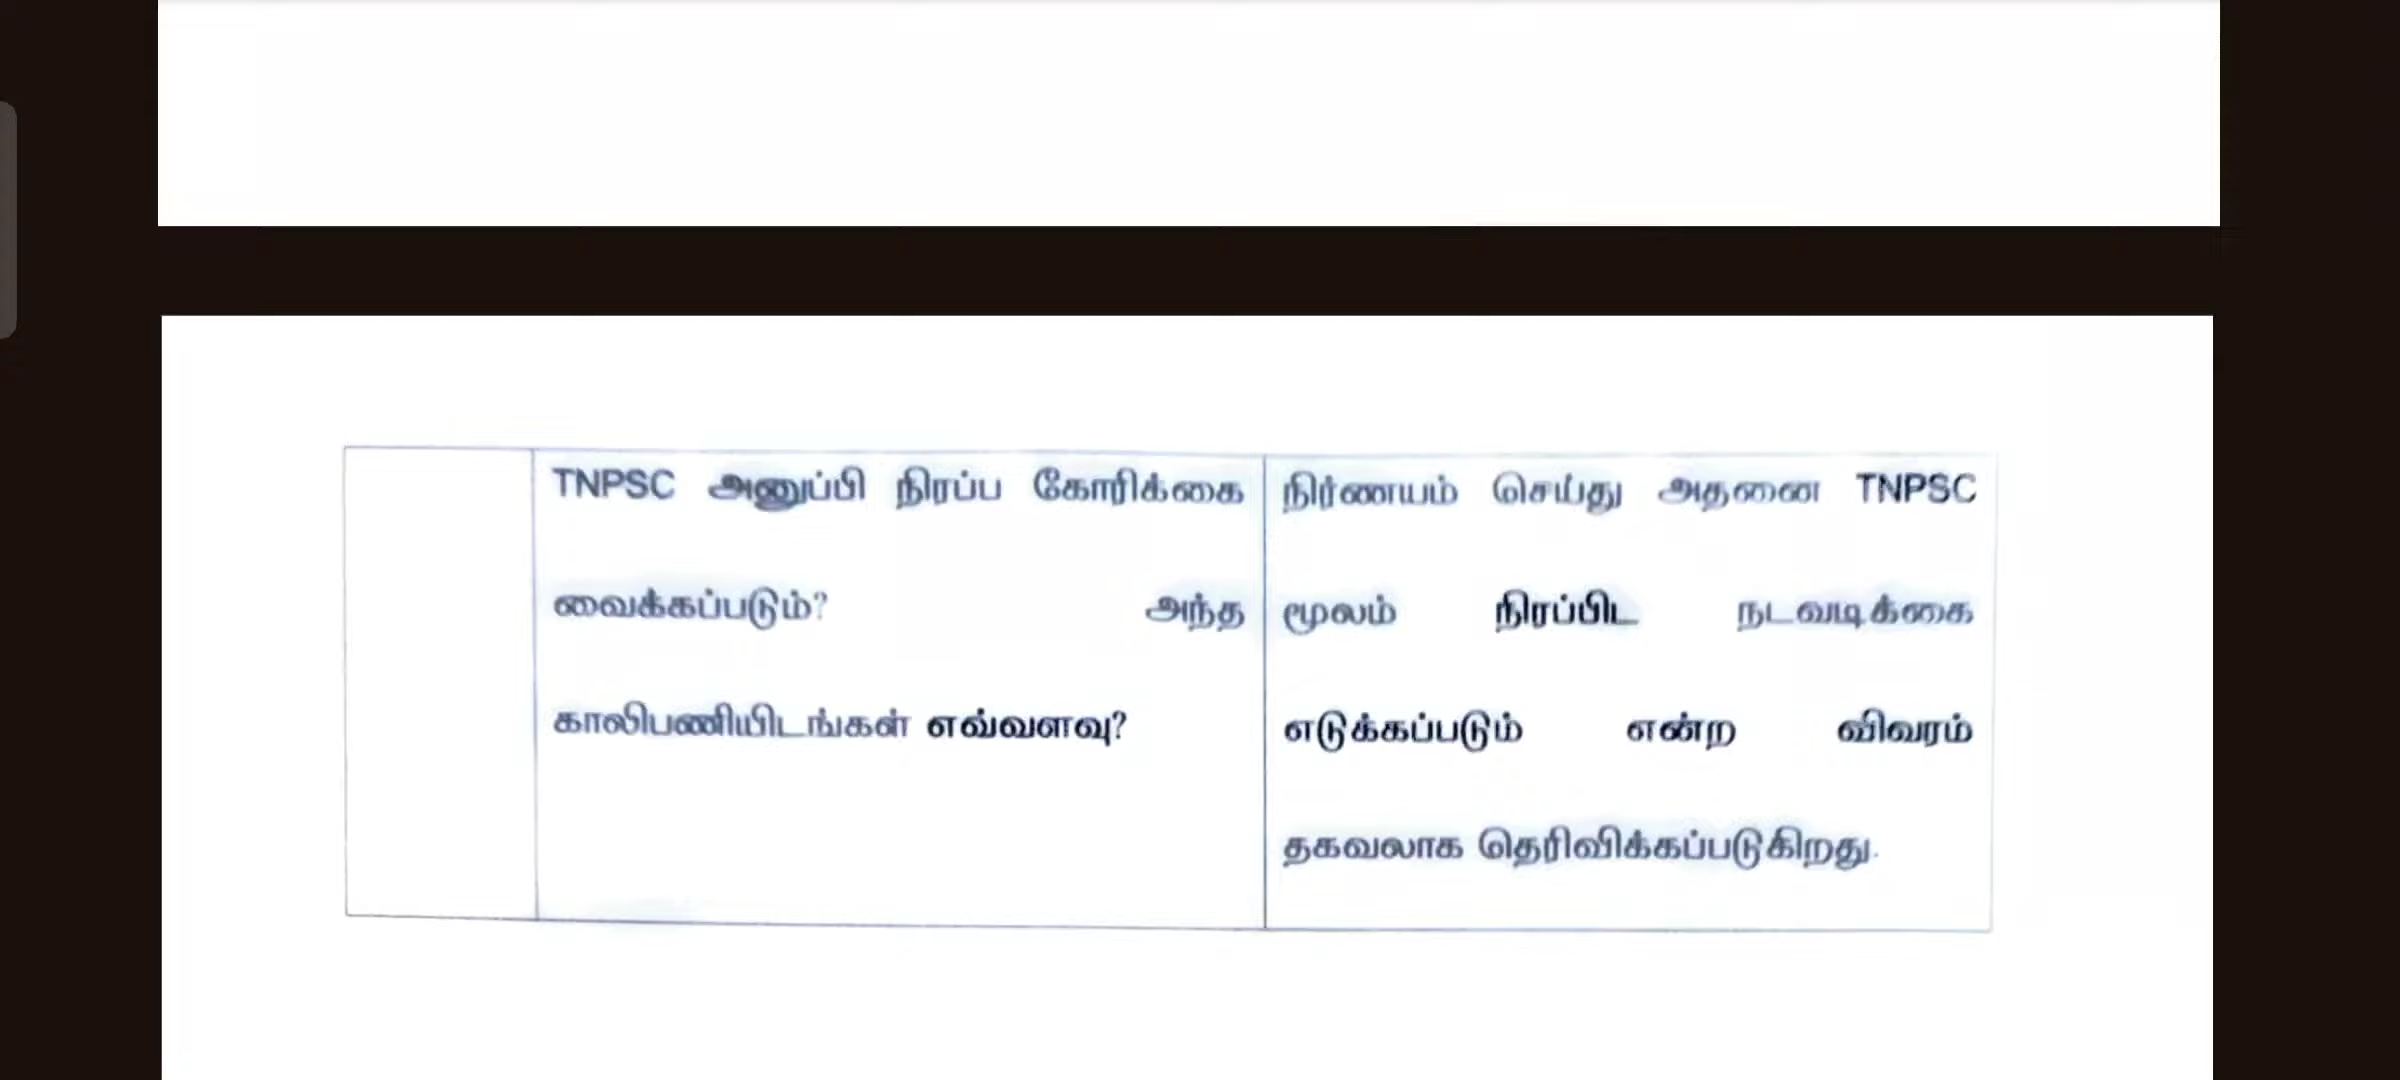 TNPSC அனுப்பி நிரப்ப கோரிக்கை
வைக்கப்படும்? அந்த
காலிபணியிடங்கள் எவ்வளவு?
நிர்ணயம் செய்து அதனை TNPSC
மூலம் நிரப்பிட நடவடிக்கை
எடுக்கப்படும் என்ற விவரம்
தகவலாக தெரிவிக்கப்படுகிறது.